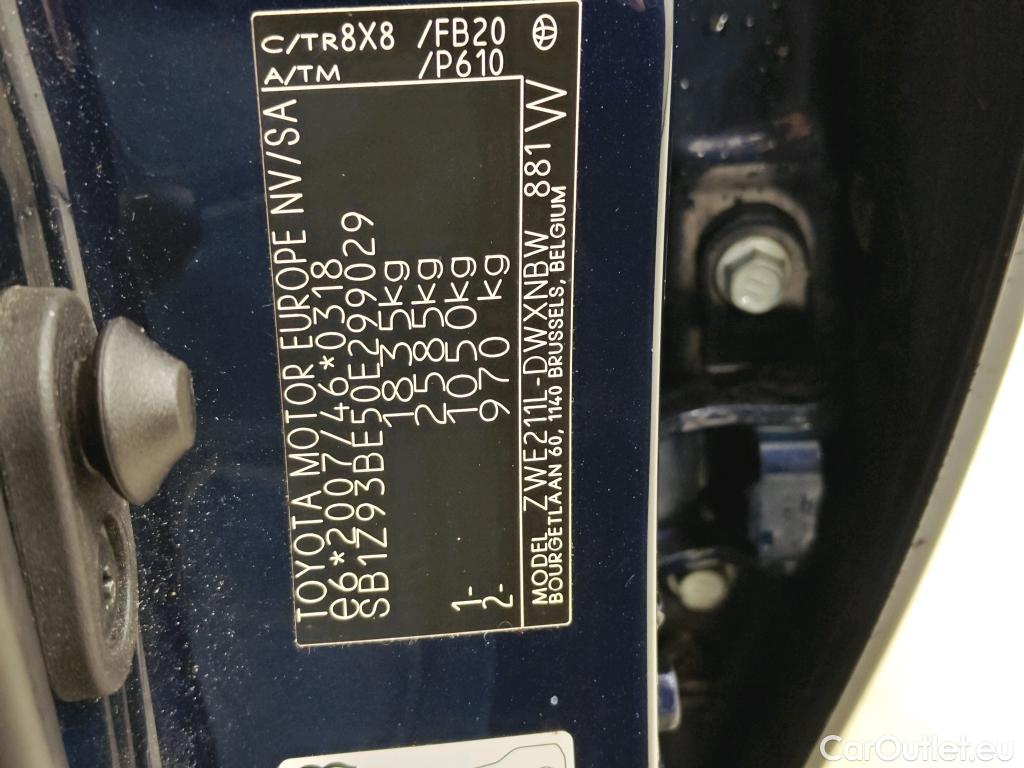 TOYOTA MOTOR EUROPE NV/SA
e6*2007/46*0318
SB1Z93BE50E299029
1835kg
2585kg
1- 1050kg
2- 970 kg
MODEL ZWE211L-DWXNBW 881W
BOURGETLAAN 60, 1140 BRUSSELS, BELGIUM
C/TR8X8 /FB20
A/TM /P610
CarOutlet.eu